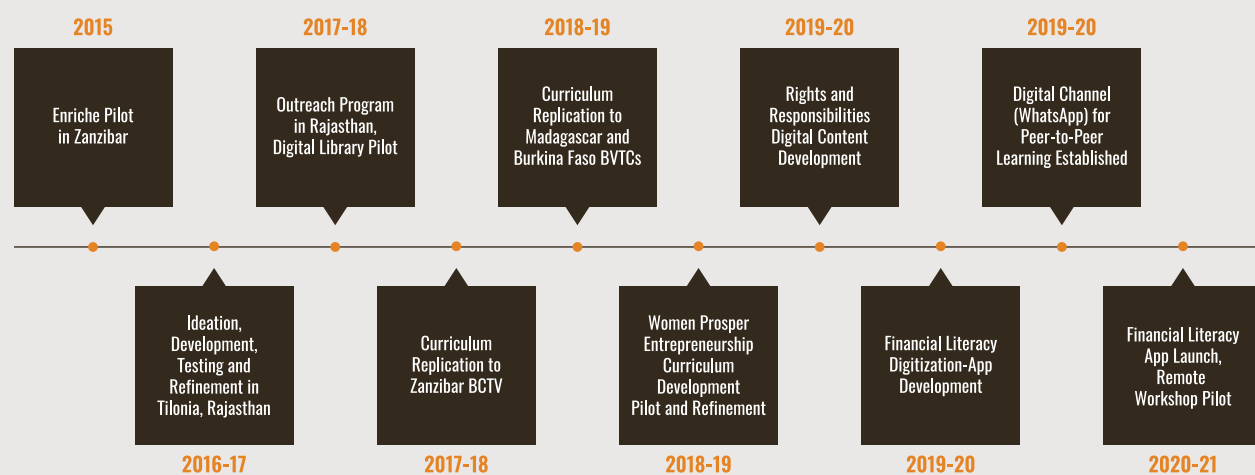 2015
Enriche Pilot
in Zanzibar
Ideation,
Development,
Testing and
Refinement in
Tilonia, Rajasthan
2016-17
2017-18
Outreach Program
in Rajasthan,
Digital Library Pilot
Curriculum
Replication to
Zanzibar BCTV
2017-18
2018-19
Curriculum
Replication to
Madagascar and
Burkina Faso BVTCs
Women Prosper
Entrepreneurship
Curriculum
Development
Pilot and Refinement
2018-19
2019-20
Rights and
Responsibilities
Digital Content
Development
Financial Literacy
Digitization-App
Development
2019-20
2019-20
Digital Channel
(WhatsApp) for
Peer-to-Peer
Learning Established
Financial Literacy
App Launch,
Remote
Workshop Pilot
2020-21